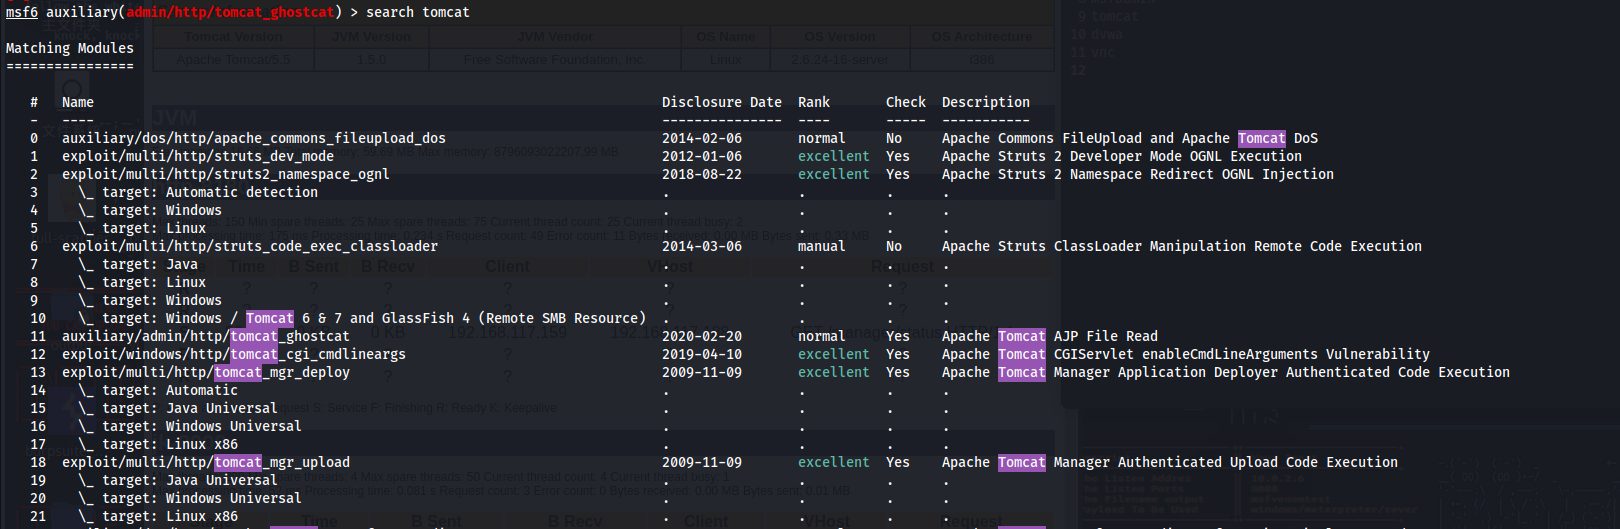 msf6 auxiliary(admin/http/tomcat_ghostcat) > search tomcat
Matching Modules
================
# Name Disclosure Date Rank Check Description
- ---- --------------- ---- ----- -----------
0 auxiliary/dos/http/apache_commons_fileupload_dos 2014-02-06 normal No Apache Commons FileUpload and Apache Tomcat DoS
1 exploit/multi/http/struts_dev_mode 2012-01-06 excellent Yes Apache Struts 2 Developer Mode OGNL Execution
2 exploit/multi/http/struts2_namespace_ognl 2018-08-22 excellent Yes Apache Struts 2 Namespace Redirect OGNL Injection
3 \_ target: Automatic detection . . . .
4 \_ target: Windows . . . .
5 \_ target: Linux . . . .
6 exploit/multi/http/struts_code_exec_classloader 2014-03-06 manual No Apache Struts ClassLoader Manipulation Remote Code Execution
7 \_ target: Java . . . .
8 \_ target: Linux . . . .
9 \_ target: Windows . . . .
10 \_ target: Windows / Tomcat 6 & 7 and GlassFish 4 (Remote SMB Resource) . . . .
11 auxiliary/admin/http/tomcat_ghostcat 2020-02-20 normal Yes Apache Tomcat AJP File Read
12 exploit/windows/http/tomcat_cgi_cmdlineargs 2019-04-10 excellent Yes Apache Tomcat CGIServlet enableCmdLineArguments Vulnerability
13 exploit/multi/http/tomcat_mgr_deploy 2009-11-09 excellent Yes Apache Tomcat Manager Application Deployer Authenticated Code Execution
14 \_ target: Automatic . . . .
15 \_ target: Java Universal . . . .
16 \_ target: Windows Universal . . . .
17 \_ target: Linux x86 . . . .
18 exploit/multi/http/tomcat_mgr_upload 2009-11-09 excellent Yes Apache Tomcat Manager Authenticated Upload Code Execution
19 \_ target: Java Universal . . . .
20 \_ target: Windows Universal . . . .
21 \_ target: Linux x86 . . . .